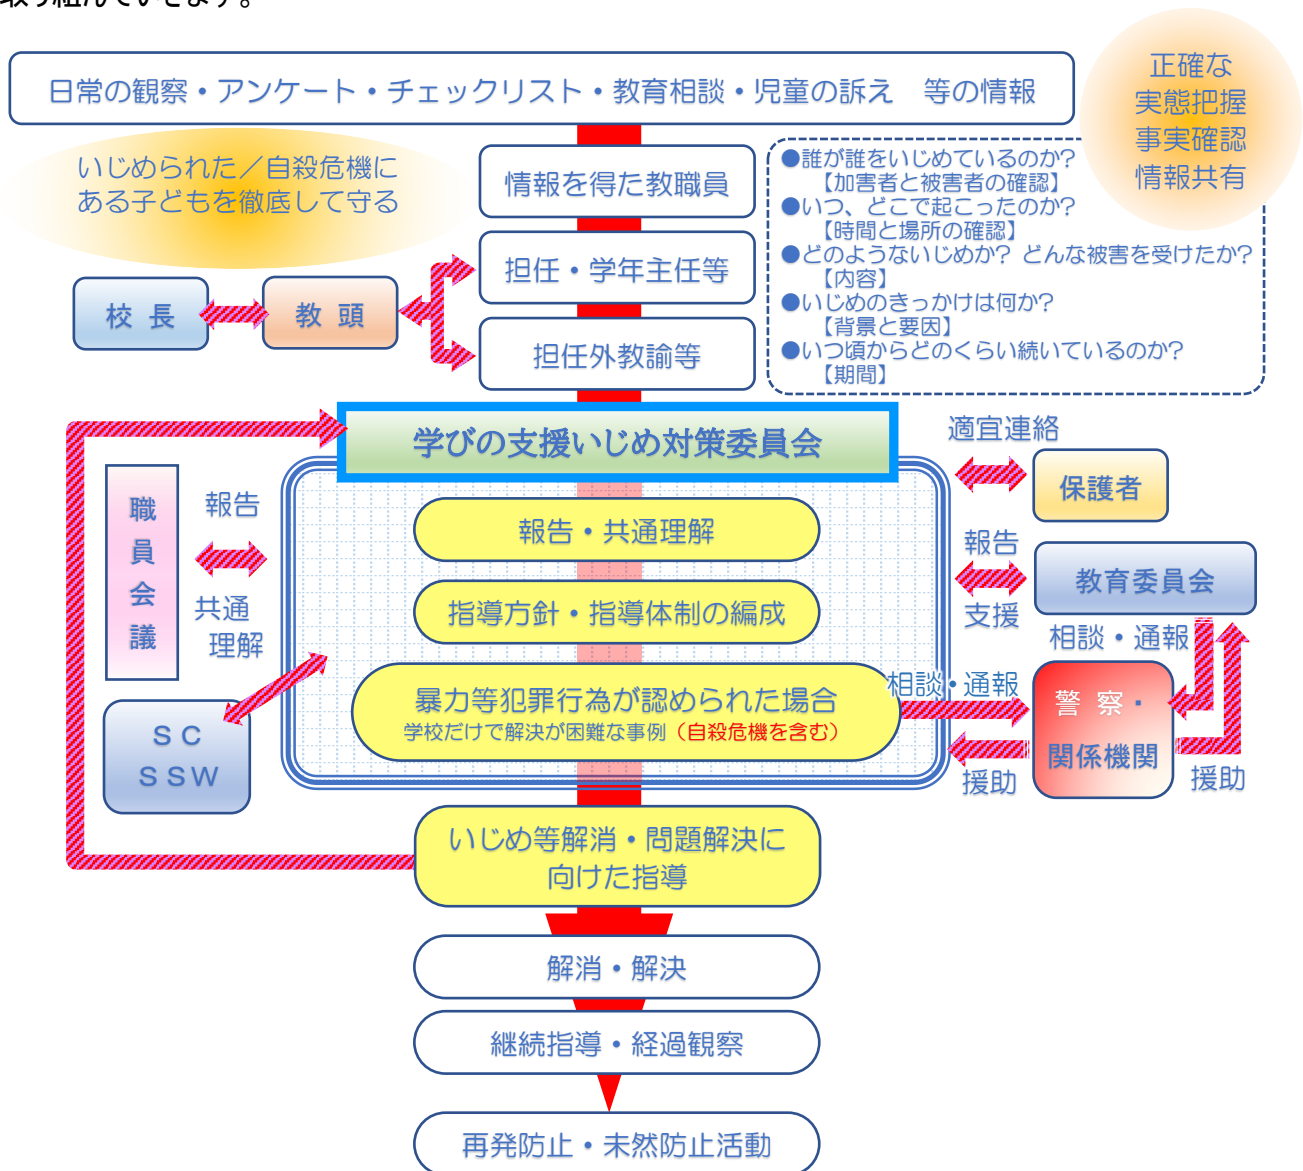 取り組んでいきます。
日常の観察・アンケート・チェックリスト・教育相談・児童の訴え　等の情報
正確な
実態把握
事実確認
情報共有
いじめられた／自殺危機に
ある子どもを徹底して守る
情報を得た教職員
担任・学年主任等
担任外教諭等
校 長
教 頭
●誰が誰をいじめているのか?
【加害者と被害者の確認】
●いつ、どこで起こったのか?
【時間と場所の確認】
●どのようないじめか? どんな被害を受けたか?
【内容】
●いじめのきっかけは何か?
【背景と要因】
●いつ頃からどのくらい続いているのか?
【期間】
学びの支援いじめ対策委員会
適宜連絡
保護者
職員会議
報告
共通
理解
報告・共通理解
指導方針・指導体制の編成
暴力等犯罪行為が認められた場合
学校だけで解決が困難な事例（自殺危機を含む）
報告
支援
教育委員会
相談・通報
相談・通報
警 察・
関係機関
援助
援助
ＳＣ
ＳＳＷ
いじめ等解消・問題解決に
向けた指導
解消・解決
継続指導・経過観察
再発防止・未然防止活動